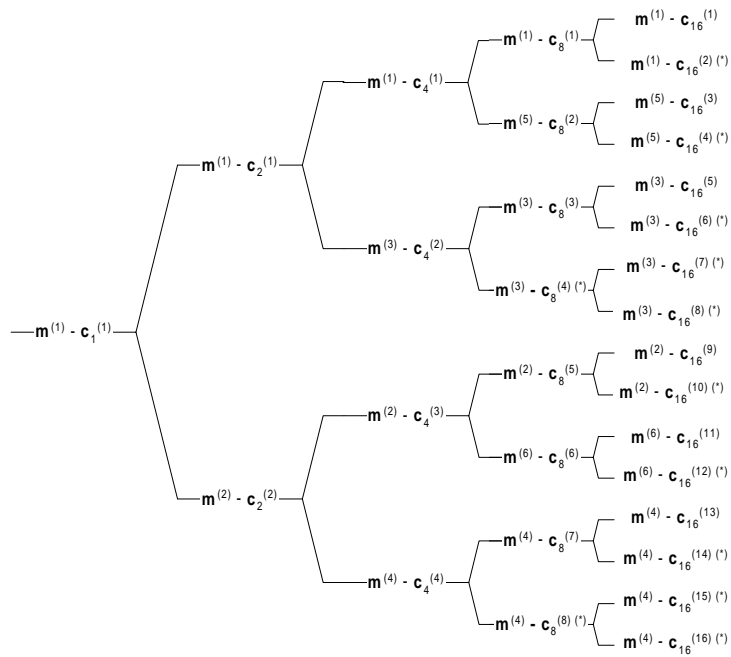 m(1) - c16(1)
m(1) - c8(1)
m(1) - c16(2) (*)
m(1) - c4(1)
m(5) - c16(3)
m(5) - c8(2)
m(5) - c16(4) (*)
m(1) - c2(1)
m(3) - c16(5)
m(3) - c8(3)
m(3) - c16(6) (*)
m(3) - c4(2)
m(3) - c16(7) (*)
m(3) - c8(4) (*)
m(3) - c16(8) (*)
m(1) - c1(1)
m(2) - c16(9)
m(2) - c8(5)
m(2) - c16(10) (*)
m(2) - c4(3)
m(6) - c16(11)
m(6) - c8(6)
m(6) - c16(12) (*)
m(2) - c2(2)
m(4) - c16(13)
m(4) - c8(7)
m(4) - c16(14) (*)
m(4) - c4(4)
m(4) - c16(15) (*)
m(4) - c8(8) (*)
m(4) - c16(16) (*)